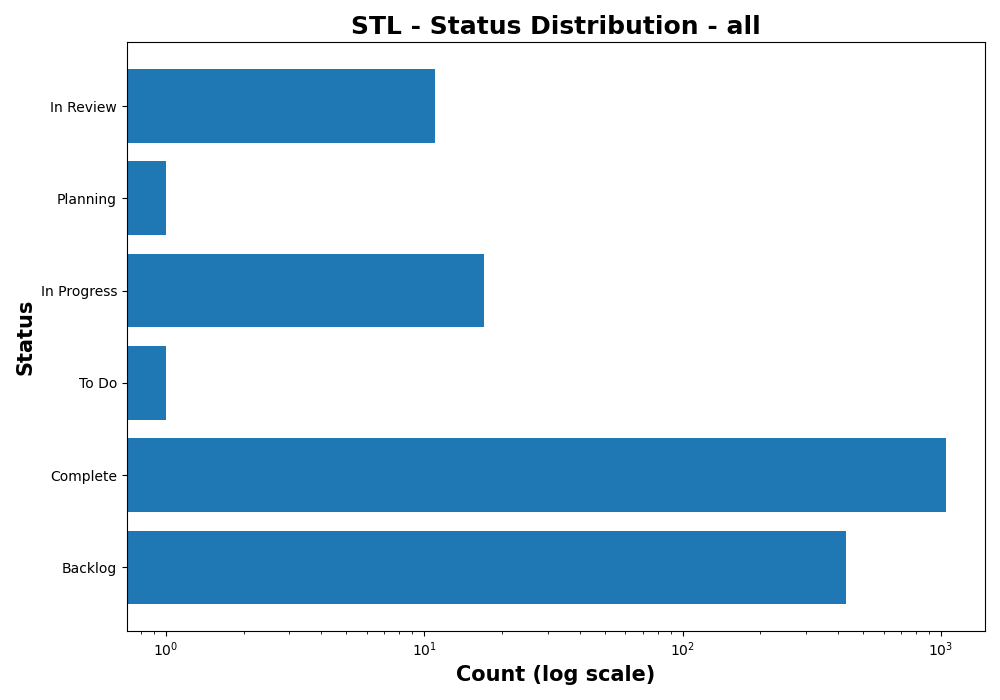 STL - Status Distribution - all
In Review
Planning
In Progress
To Do
Complete
Backlog
Status
10⁰
10¹
10²
10³
Count (log scale)